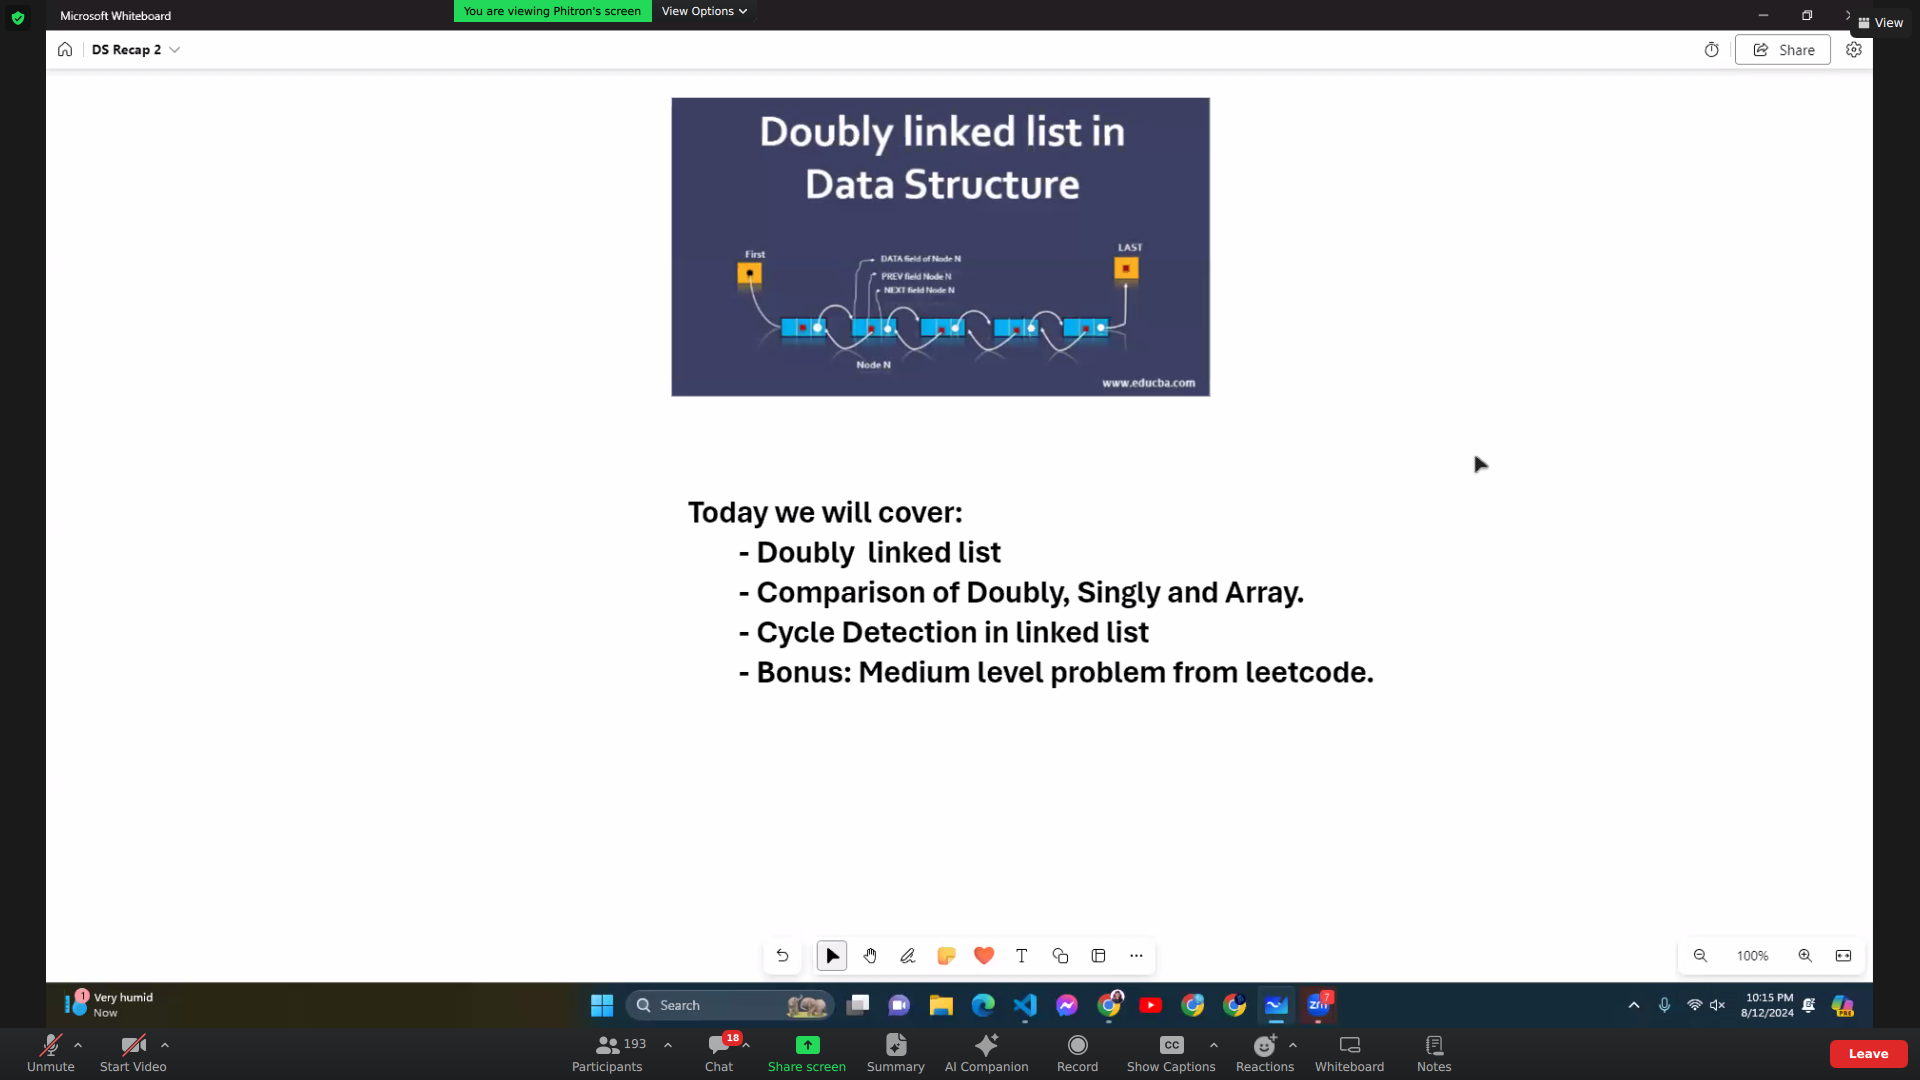 Microsoft Whiteboard
You are viewing Phitron's screen
View Options
View
DS Recap 2
Share
Doubly linked list in
Data Structure
First
LAST
DATA field of Node N
PREV field Node N
NEXT field Node N
Node N
www.educba.com
Today we will cover:
- Doubly linked list
- Comparison of Doubly, Singly and Array.
- Cycle Detection in linked list
- Bonus: Medium level problem from leetcode.
100%
1
Very humid
Now
Search
zm
7
10:15 PM
8/12/2024
PRE
Unmute
Start Video
193
Participants
18
Chat
Share screen
Summary
AI Companion
Record
CC
Show Captions
Reactions
Whiteboard
Notes
Leave